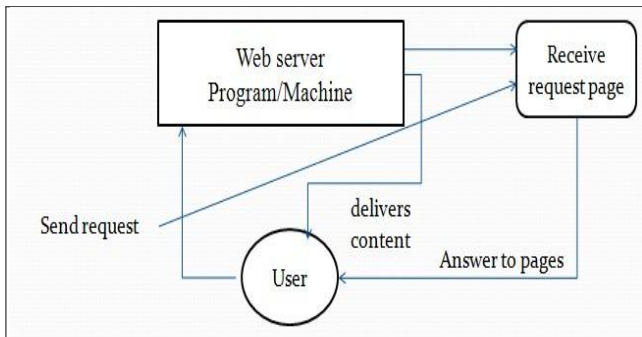 Web server
Program/Machine
Receive
request page
Send request
delivers
content
User
Answer to pages